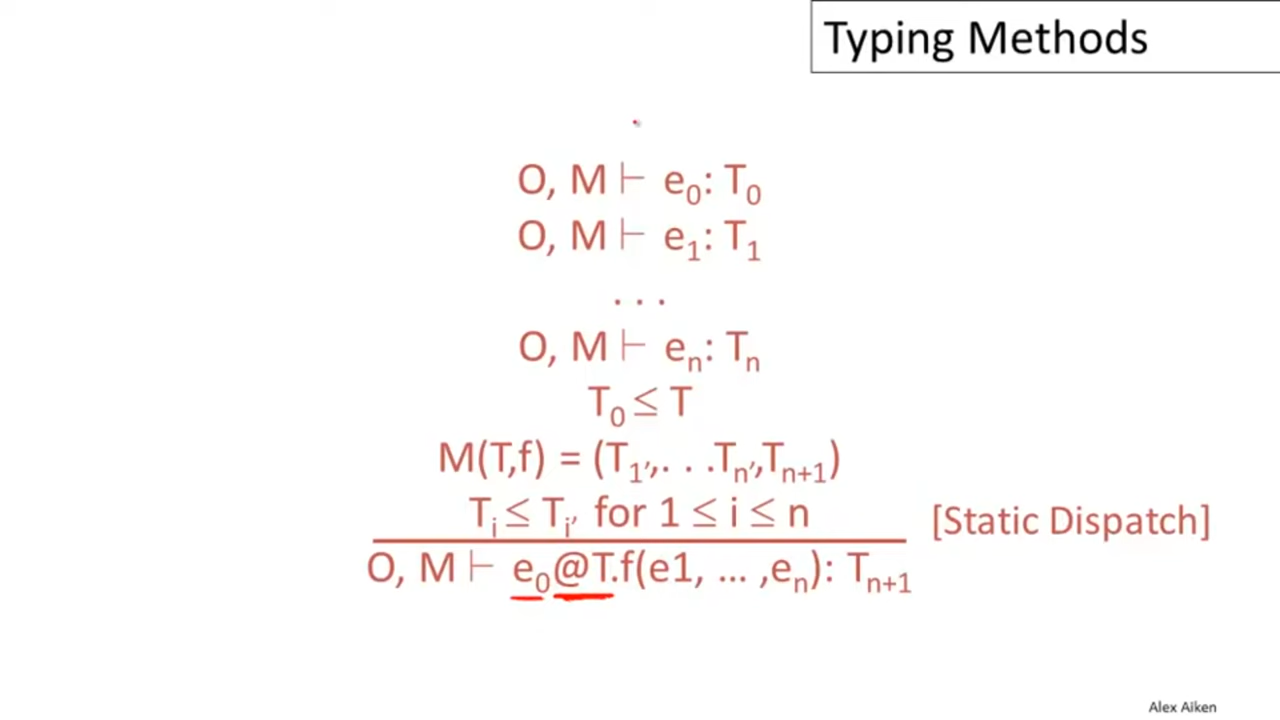 Typing Methods
O, M ⊢ e₀: T₀
O, M ⊢ e₁: T₁
. . .
O, M ⊢ eₙ: Tₙ
T₀ ≤ T
M(T,f) = (T₁′,. . .Tₙ′,Tₙ₊₁)
Tᵢ ≤ Tᵢ′ for 1 ≤ i ≤ n
[Static Dispatch]
O, M ⊢ e₀@T.f(e1, … ,eₙ): Tₙ₊₁
Alex Aiken